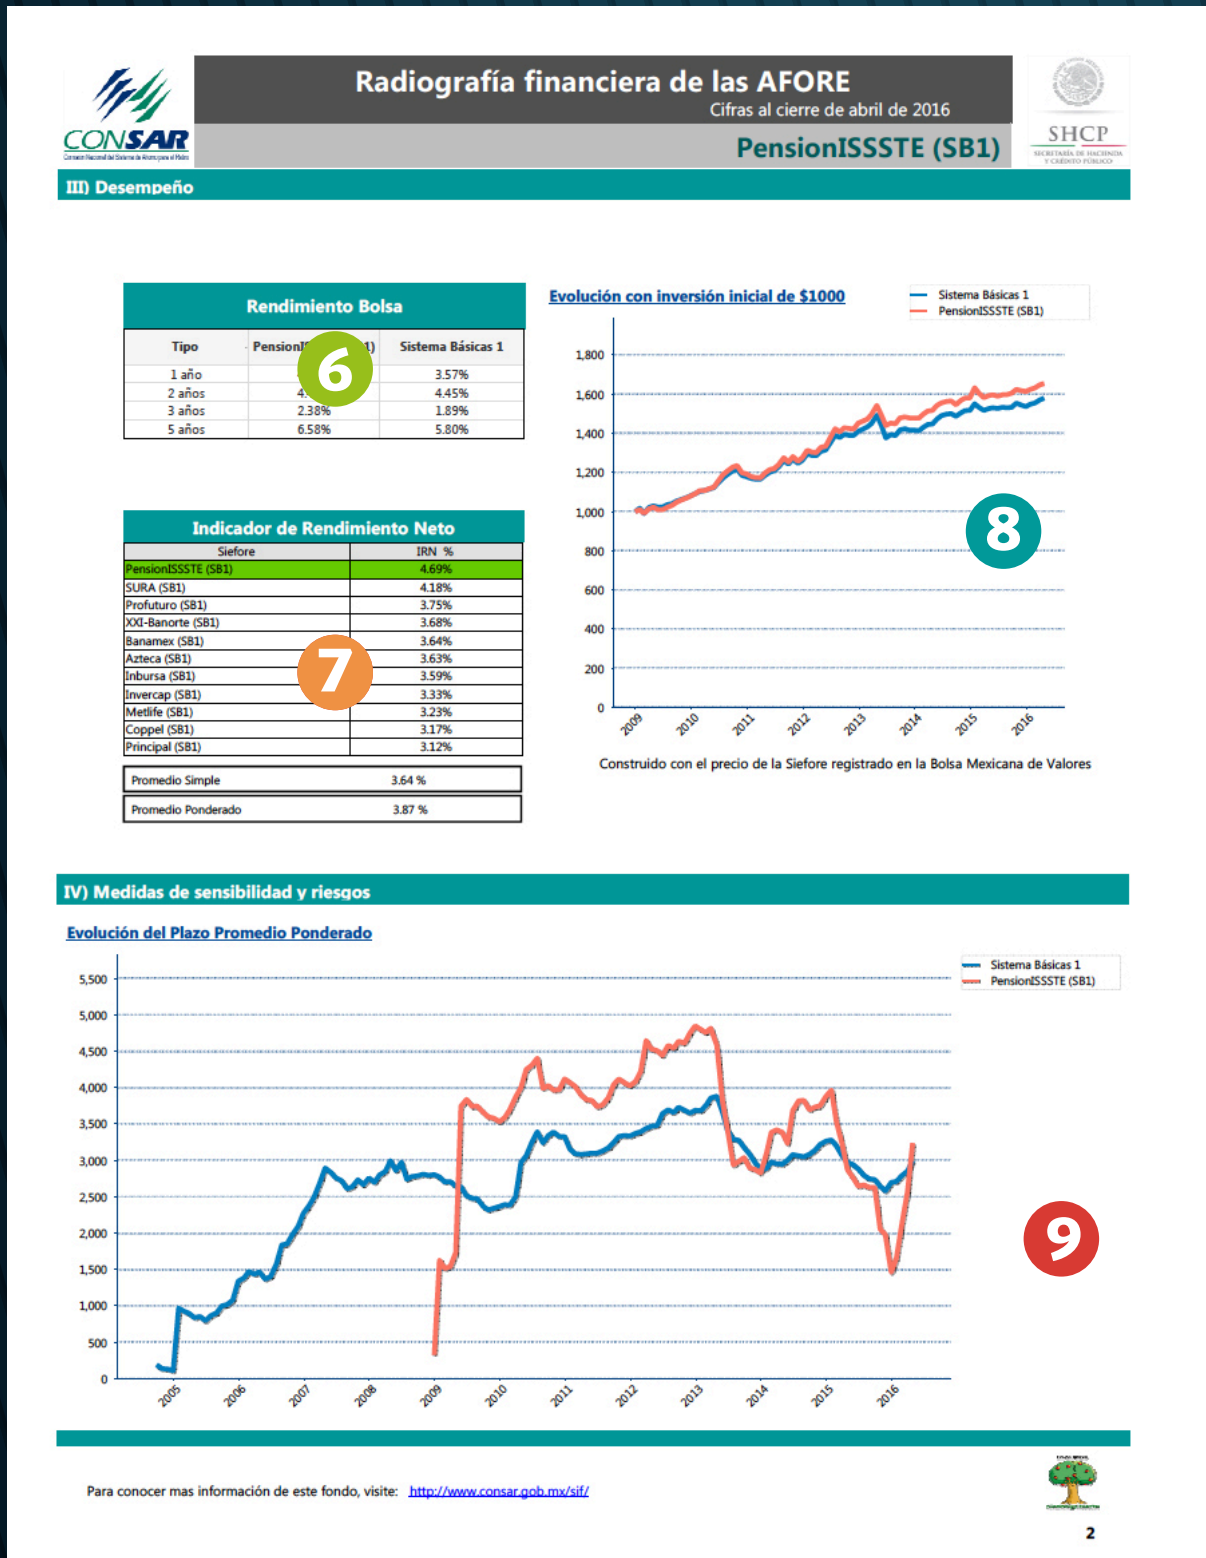 CONSAR
Comisión Nacional del Sistema de Ahorro para el Retiro
Radiografía financiera de las AFORE
Cifras al cierre de abril de 2016
PensionISSSTE (SB1)
SHCP
SECRETARÍA DE HACIENDA
Y CRÉDITO PÚBLICO
III) Desempeño
Rendimiento Bolsa
Tipo Sistema Básicas 1
1 año 3.57%
2 años 4.45%
3 años 2.38% 1.89%
5 años 6.58% 5.80%
6
Indicador de Rendimiento Neto
Siefore IRN %
PensionISSSTE (SB1) 4.69%
SURA (SB1) 4.18%
Profuturo (SB1) 3.75%
XXI-Banorte (SB1) 3.68%
Banamex (SB1) 3.64%
Azteca (SB1) 3.63%
Inbursa (SB1) 3.59%
Invercap (SB1) 3.33%
Metlife (SB1) 3.23%
Coppel (SB1) 3.17%
Principal (SB1) 3.12%
7
Promedio Simple 3.64 %
Promedio Ponderado 3.87 %
Evolución con inversión inicial de $1000
Sistema Básicas 1
PensionISSSTE (SB1)
1,800
1,600
1,400
1,200
1,000
800
600
400
200
0
2009 2010 2011 2012 2013 2014 2015 2016
8
Construido con el precio de la Siefore registrado en la Bolsa Mexicana de Valores
IV) Medidas de sensibilidad y riesgos
Evolución del Plazo Promedio Ponderado
Sistema Básicas 1
PensionISSSTE (SB1)
5,500
5,000
4,500
4,000
3,500
3,000
2,500
2,000
1,500
1,000
500
0
2005 2006 2007 2008 2009 2010 2011 2012 2013 2014 2015 2016
9
Para conocer mas información de este fondo, visite: http://www.consar.gob.mx/sif/
2